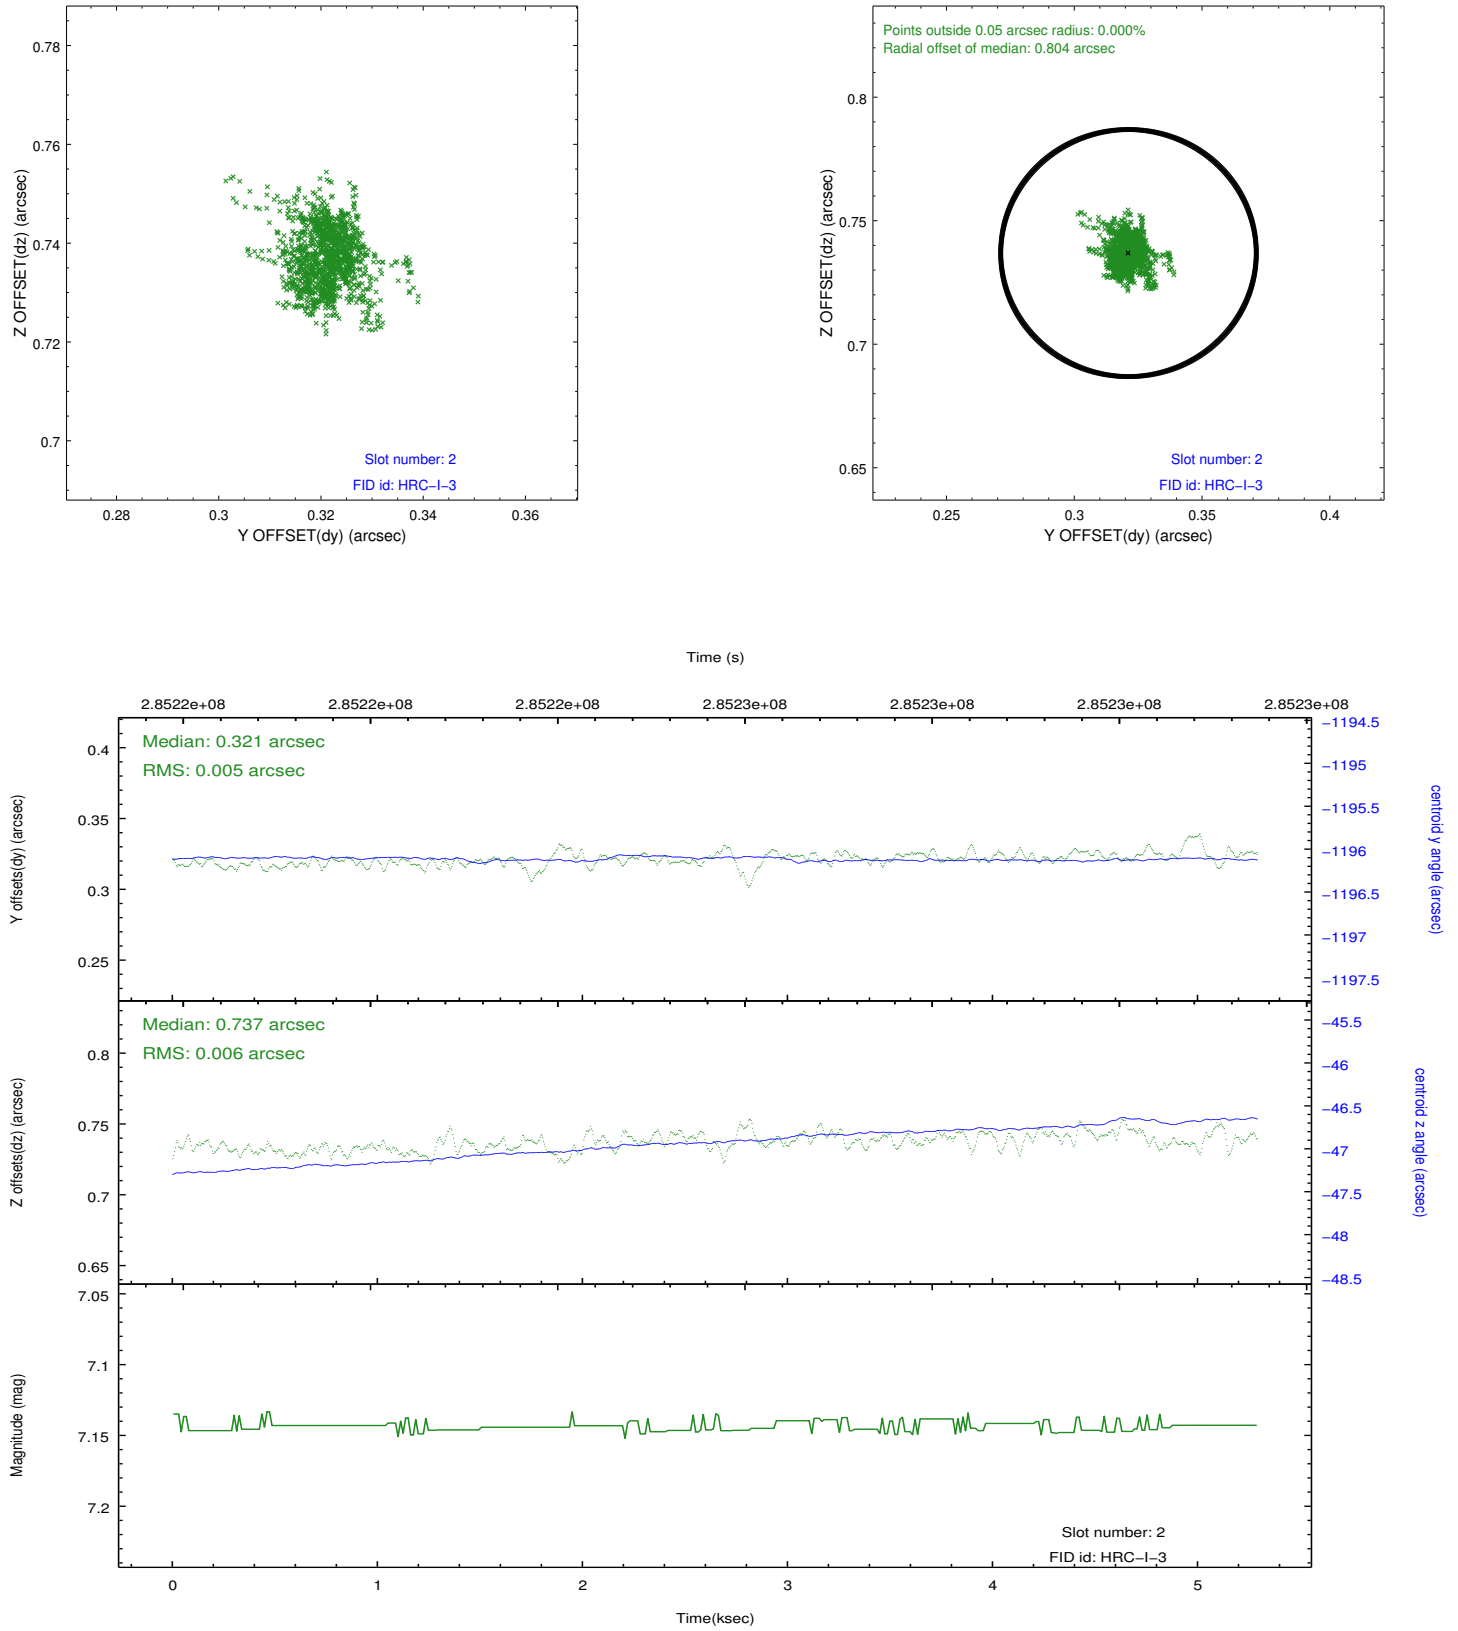 0.78
0.76
0.74
0.72
0.7
Z OFFSET(dz) (arcsec)
Slot number: 2
FID id: HRC−I−3
0.28 0.3 0.32 0.34 0.36
Y OFFSET(dy) (arcsec)
Points outside 0.05 arcsec radius: 0.000%
Radial offset of median: 0.804 arcsec
0.8
0.75
0.7
0.65
Z OFFSET(dz) (arcsec)
Slot number: 2
FID id: HRC−I−3
0.25 0.3 0.35 0.4
Y OFFSET(dy) (arcsec)
Time (s)
2.8522e+08 2.8522e+08 2.8522e+08 2.8523e+08 2.8523e+08 2.8523e+08 2.8523e+08
Median: 0.321 arcsec
RMS: 0.005 arcsec
0.4
0.35
0.3
0.25
Y offsets(dy) (arcsec)
−1194.5
−1195
−1195.5
−1196
−1196.5
−1197
−1197.5
centroid y angle (arcsec)
Median: 0.737 arcsec
RMS: 0.006 arcsec
0.8
0.75
0.7
0.65
Z offsets(dz) (arcsec)
−45.5
−46
−46.5
−47
−47.5
−48
−48.5
centroid z angle (arcsec)
7.05
7.1
7.15
7.2
Magnitude (mag)
Slot number: 2
FID id: HRC−I−3
0 1 2 3 4 5
Time(ksec)